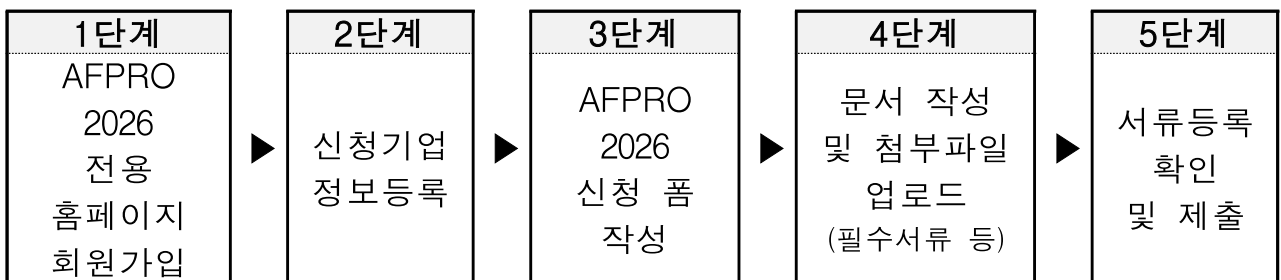 1단계
AFPRO
2026
전용
홈페이지
회원가입
▶
2단계
신청기업
정보등록
▶
3단계
AFPRO
2026
신청 폼
작성
▶
4단계
문서 작성
및 첨부파일
업로드
(필수서류 등)
▶
5단계
서류등록
확인
및 제출